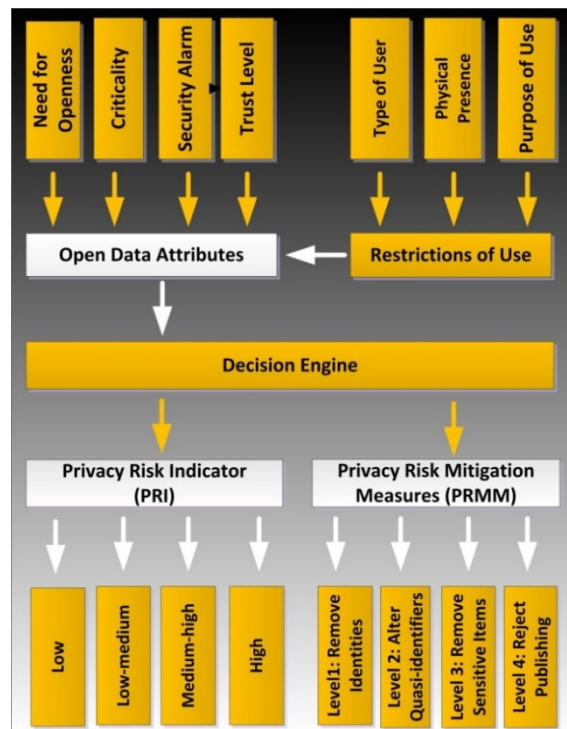 Need for
Openness
Criticality
Security Alarm
Trust Level
Type of User
Physical
Presence
Purpose of Use
Open Data Attributes
Restrictions of Use
Decision Engine
Privacy Risk Indicator
(PRI)
Privacy Risk Mitigation
Measures (PRMM)
Low
Low-medium
Medium-high
High
Level1: Remove
Identities
Level 2: Alter
Quasi-identifiers
Level 3: Remove
Sensitive Items
Level 4: Reject
Publishing